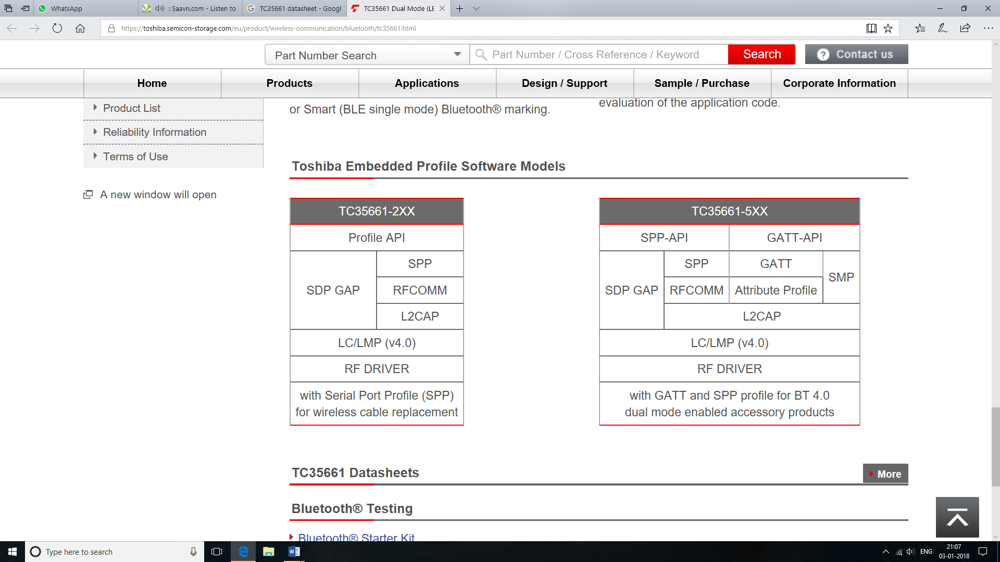 WhatsApp
: Saavn.com - Listen to
TC35661 datasheet - Googl
TC35661 Dual Mode (LE
https://toshiba.semicon-storage.com/eu/product/wireless-communication/bluetooth/tc35661.html
Part Number Search
Part Number / Cross Reference / Keyword
Search
? Contact us
Home
Products
Applications
Design / Support
Sample / Purchase
Corporate Information
Product List
Reliability Information
Terms of Use
A new window will open
or Smart (BLE single mode) Bluetooth® marking.
evaluation of the application code.
Toshiba Embedded Profile Software Models
TC35661-2XX
Profile API
SDP GAP
SPP
RFCOMM
L2CAP
LC/LMP (v4.0)
RF DRIVER
with Serial Port Profile (SPP)
for wireless cable replacement
TC35661-5XX
SPP-API
GATT-API
SDP GAP
SPP
GATT
SMP
RFCOMM
Attribute Profile
L2CAP
LC/LMP (v4.0)
RF DRIVER
with GATT and SPP profile for BT 4.0
dual mode enabled accessory products
TC35661 Datasheets
More
Bluetooth® Testing
Bluetooth® Starter Kit
Type here to search
ENG
21:07
03-01-2018